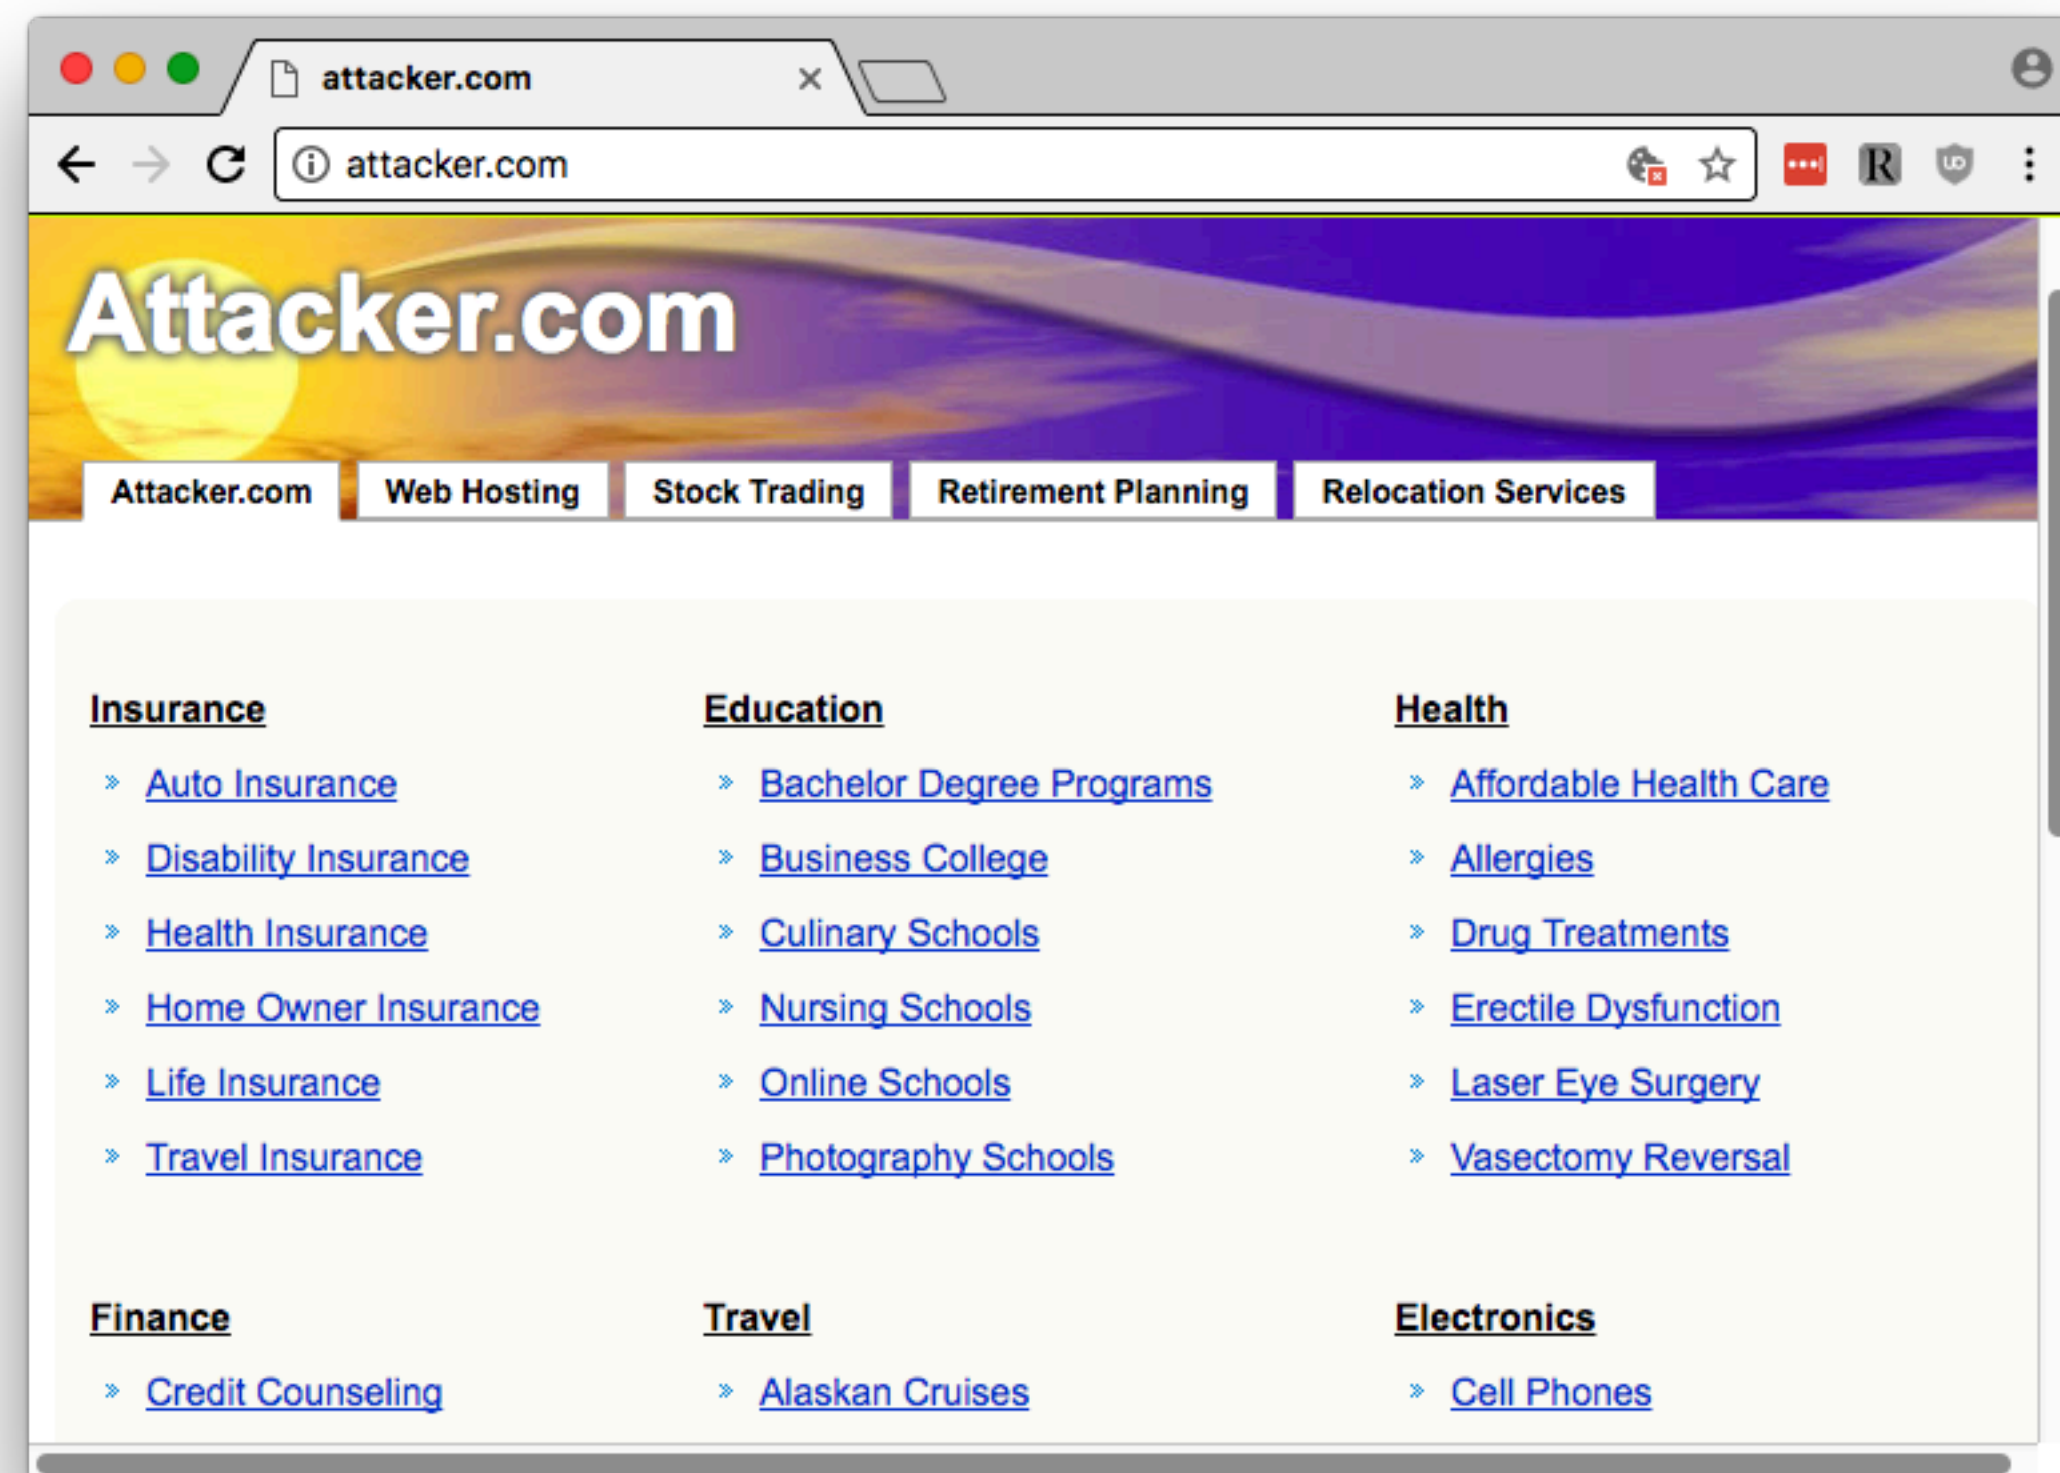 attacker.com
attacker.com
Attacker.com
Attacker.com Web Hosting Stock Trading Retirement Planning Relocation Services
Insurance
» Auto Insurance
» Disability Insurance
» Health Insurance
» Home Owner Insurance
» Life Insurance
» Travel Insurance
Education
» Bachelor Degree Programs
» Business College
» Culinary Schools
» Nursing Schools
» Online Schools
» Photography Schools
Health
» Affordable Health Care
» Allergies
» Drug Treatments
» Erectile Dysfunction
» Laser Eye Surgery
» Vasectomy Reversal
Finance
» Credit Counseling
Travel
» Alaskan Cruises
Electronics
» Cell Phones